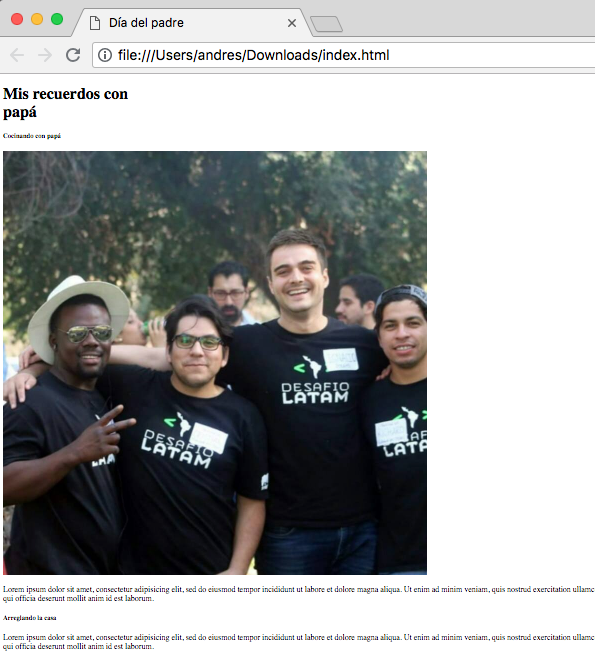 Día del padre
file:///Users/andres/Downloads/index.html
Mis recuerdos con
papá
Cocinando con papá
DESAFIO
LATAM
DESAFIO
LATAM
Lorem ipsum dolor sit amet, consectetur adipisicing elit, sed do eiusmod tempor incididunt ut labore et dolore magna aliqua. Ut enim ad minim veniam, quis nostrud exercitation ullamc
qui officia deserunt mollit anim id est laborum.
Arreglando la casa
Lorem ipsum dolor sit amet, consectetur adipisicing elit, sed do eiusmod tempor incididunt ut labore et dolore magna aliqua. Ut enim ad minim veniam, quis nostrud exercitation ullamc
qui officia deserunt mollit anim id est laborum.